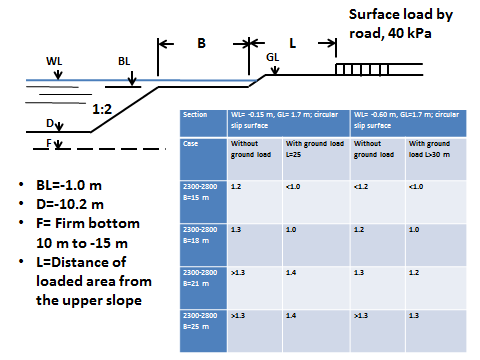 Surface load by
road, 40 kPa
B
L
WL
BL
GL
1:2
D
F
Section
WL= -0.15 m, GL= 1.7 m; circular
slip surface
WL= -0.60 m, GL=1.7 m; circular
slip surface
Case
Without
ground load
With ground load
L=25
Without
ground load
With ground
load L>30 m
2300-2800
B=15 m
1.2
<1.0
<1.2
<1.0
2300-2800
B=18 m
1.3
1.0
1.2
1.0
2300-2800
B=21 m
>1.3
1.4
1.3
1.2
2300-2800
B=25 m
>1.3
1.4
>1.3
1.3
• BL=-1.0 m
• D=-10.2 m
• F= Firm bottom
10 m to -15 m
• L=Distance of
loaded area from
the upper slope